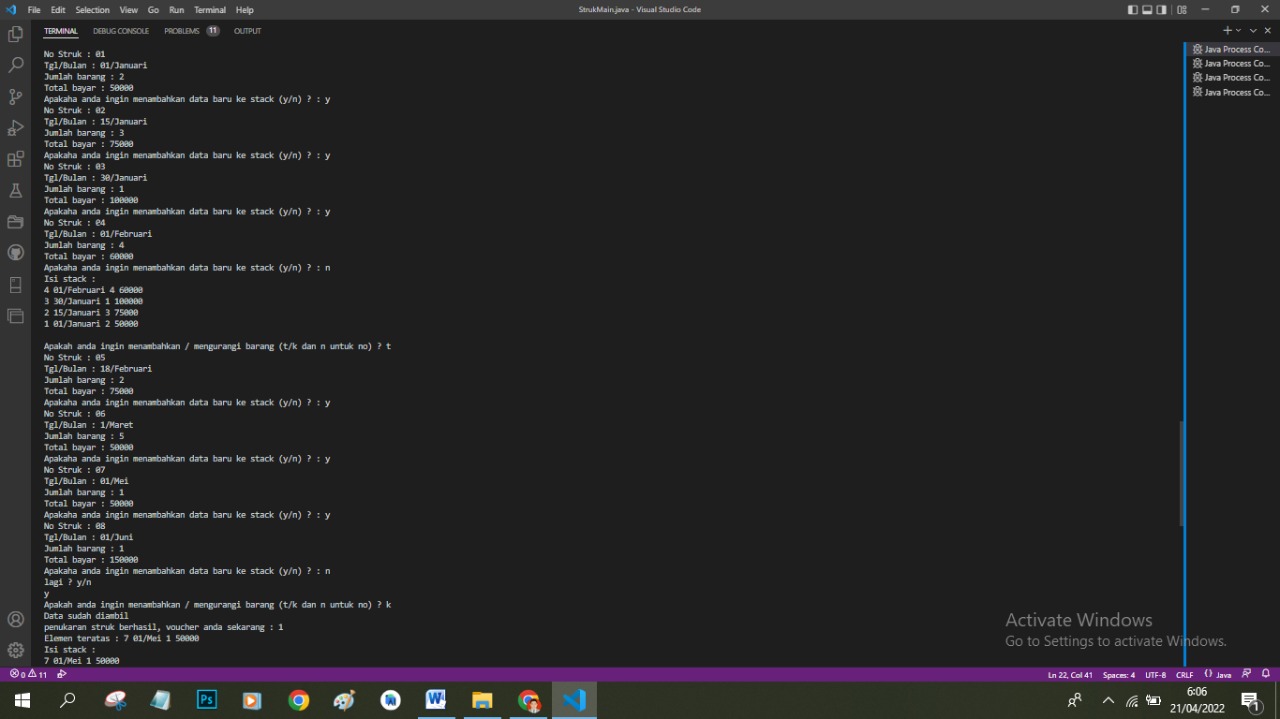 File Edit Selection View Go Run Terminal Help
StrukMain.java - Visual Studio Code
TERMINAL DEBUG CONSOLE PROBLEMS 11 OUTPUT
No Struk : 01
Tgl/Bulan : 01/Januari
Jumlah barang : 2
Total bayar : 50000
Apakaha anda ingin menambahkan data baru ke stack (y/n) ? : y
No Struk : 02
Tgl/Bulan : 15/Januari
Jumlah barang : 3
Total bayar : 75000
Apakaha anda ingin menambahkan data baru ke stack (y/n) ? : y
No Struk : 03
Tgl/Bulan : 30/Januari
Jumlah barang : 1
Total bayar : 100000
Apakaha anda ingin menambahkan data baru ke stack (y/n) ? : y
No Struk : 04
Tgl/Bulan : 01/Februari
Jumlah barang : 4
Total bayar : 60000
Apakaha anda ingin menambahkan data baru ke stack (y/n) ? : n
Isi stack :
4 01/Februari 4 60000
3 30/Januari 1 100000
2 15/Januari 3 75000
1 01/Januari 2 50000
Apakah anda ingin menambahkan / mengurangi barang (t/k dan n untuk no) ? t
No Struk : 05
Tgl/Bulan : 18/Februari
Jumlah barang : 2
Total bayar : 75000
Apakaha anda ingin menambahkan data baru ke stack (y/n) ? : y
No Struk : 06
Tgl/Bulan : 1/Maret
Jumlah barang : 5
Total bayar : 50000
Apakaha anda ingin menambahkan data baru ke stack (y/n) ? : y
No Struk : 07
Tgl/Bulan : 01/Mei
Jumlah barang : 1
Total bayar : 50000
Apakaha anda ingin menambahkan data baru ke stack (y/n) ? : y
No Struk : 08
Tgl/Bulan : 01/Juni
Jumlah barang : 1
Total bayar : 150000
Apakaha anda ingin menambahkan data baru ke stack (y/n) ? : n
lagi ? y/n
y
Apakah anda ingin menambahkan / mengurangi barang (t/k dan n untuk no) ? k
Data sudah diambil
penukaran struk berhasil, voucher anda sekarang : 1
Elemen teratas : 7 01/Mei 1 50000
Isi stack :
7 01/Mei 1 50000
Java Process Co...
Java Process Co...
Java Process Co...
Java Process Co...
Activate Windows
Go to Settings to activate Windows.
0 11
Ln 22, Col 41 Spaces: 4 UTF-8 CRLF {} Java
Ps
6:06
21/04/2022
1